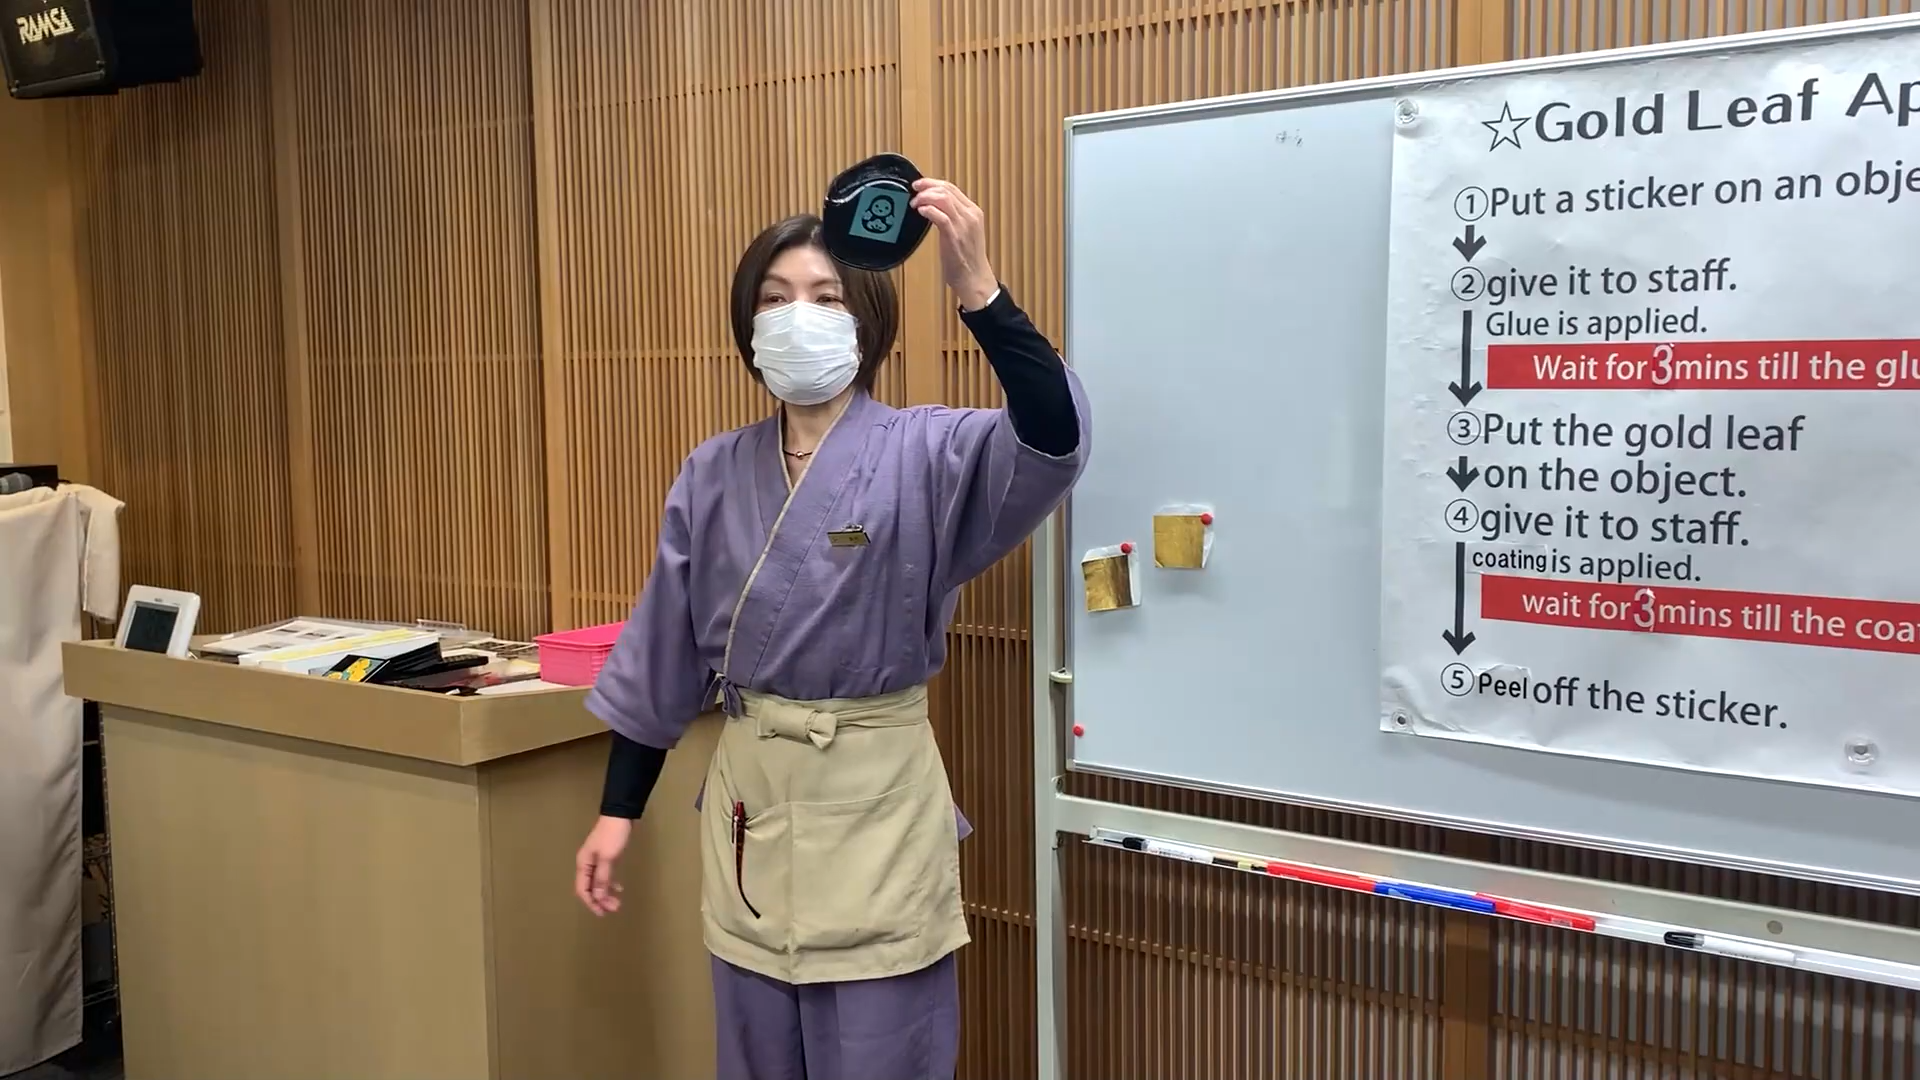 RAMSA
☆Gold Leaf Ap
①Put a sticker on an obje
②give it to staff.
Glue is applied.
Wait for 3mins till the glu
③Put the gold leaf
on the object.
④give it to staff.
coating is applied.
wait for 3mins till the coa
⑤Peel off the sticker.